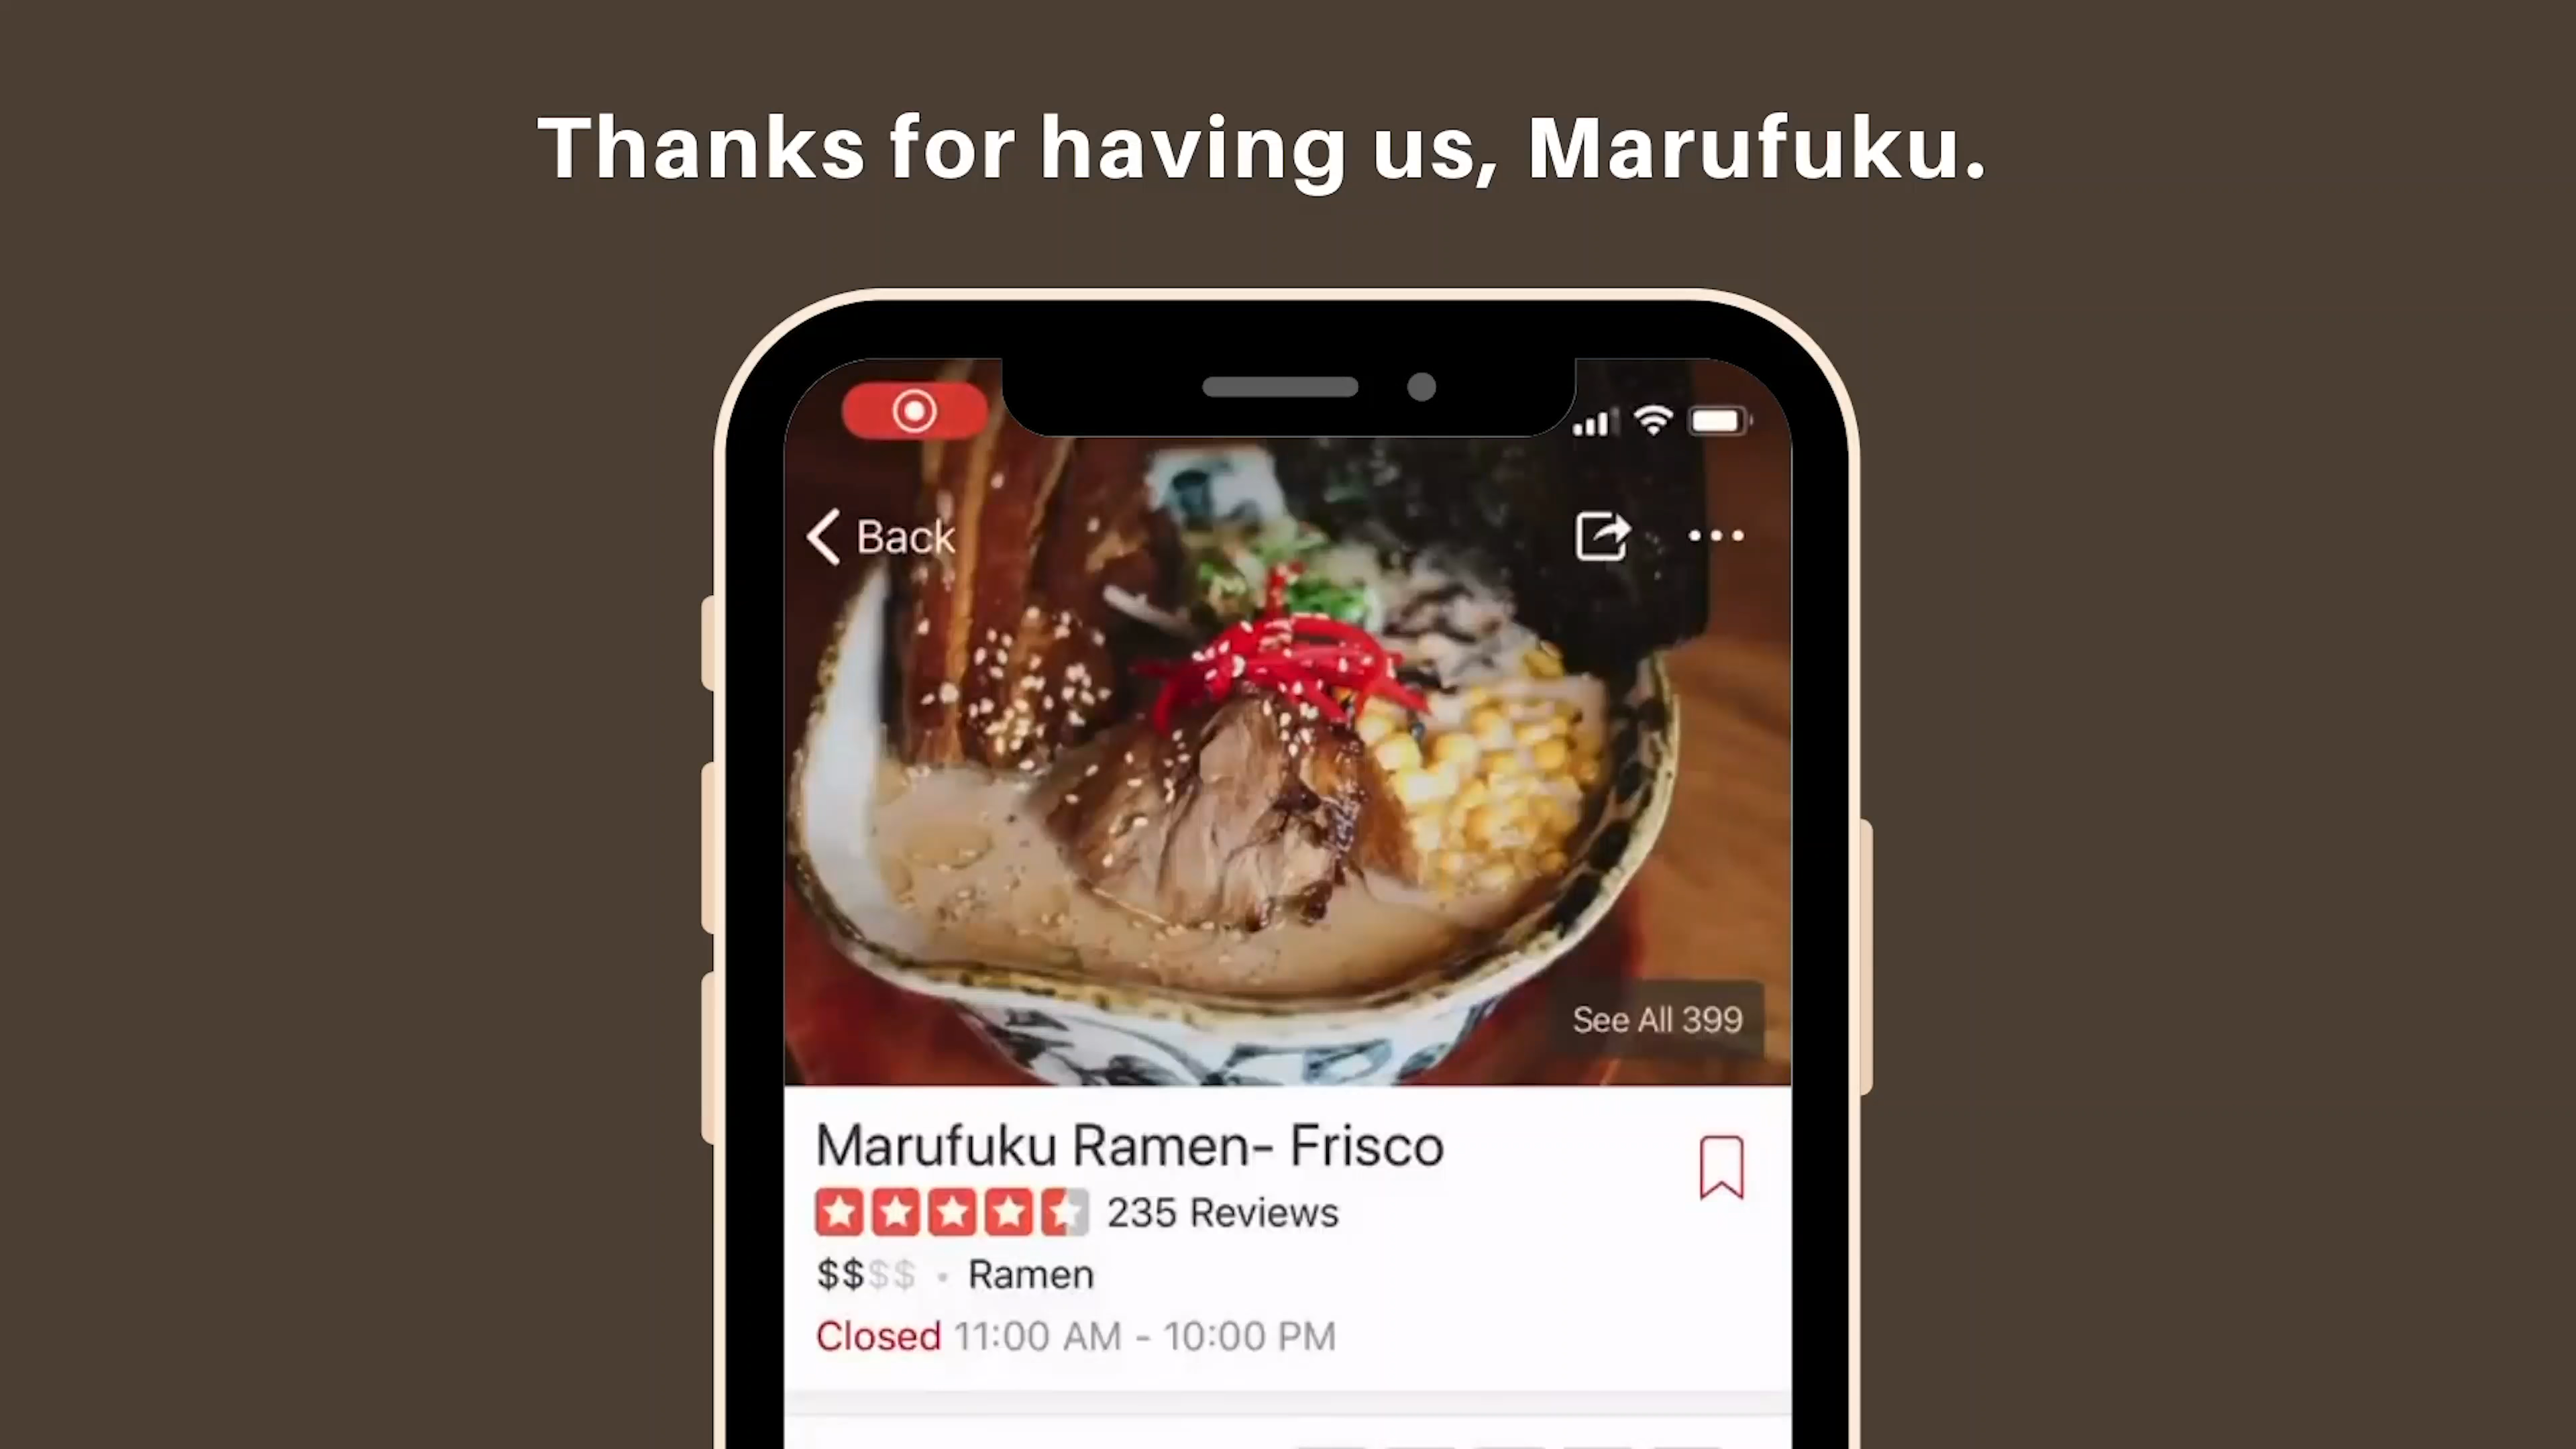 Thanks for having us, Marufuku.
Back
See All 399
Marufuku Ramen- Frisco
235 Reviews
$$$$ • Ramen
Closed 11:00 AM - 10:00 PM